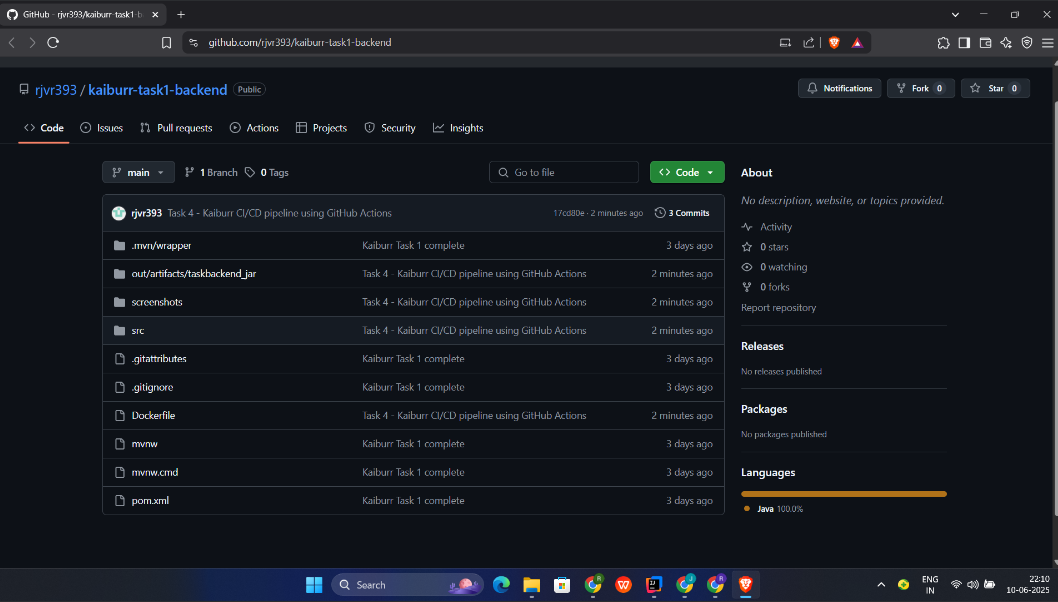 GitHub - rjvr393/kaiburr-task1-b
github.com/rjvr393/kaiburr-task1-backend
rjvr393 / kaiburr-task1-backend Public
Notifications Fork 0 Star 0
Code Issues Pull requests Actions Projects Security Insights
main 1 Branch 0 Tags Go to file Code
rjvr393 Task 4 - Kaiburr CI/CD pipeline using GitHub Actions 17cd80e · 2 minutes ago 3 Commits
.mvn/wrapper Kaiburr Task 1 complete 3 days ago
out/artifacts/taskbackend_jar Task 4 - Kaiburr CI/CD pipeline using GitHub Actions 2 minutes ago
screenshots Task 4 - Kaiburr CI/CD pipeline using GitHub Actions 2 minutes ago
src Task 4 - Kaiburr CI/CD pipeline using GitHub Actions 2 minutes ago
.gitattributes Kaiburr Task 1 complete 3 days ago
.gitignore Kaiburr Task 1 complete 3 days ago
Dockerfile Task 4 - Kaiburr CI/CD pipeline using GitHub Actions 2 minutes ago
mvnw Kaiburr Task 1 complete 3 days ago
mvnw.cmd Kaiburr Task 1 complete 3 days ago
pom.xml Kaiburr Task 1 complete 3 days ago
About
No description, website, or topics provided.
Activity
0 stars
0 watching
0 forks
Report repository
Releases
No releases published
Packages
No packages published
Languages
Java 100.0%
Search
ENG
IN
22:10
10-06-2025